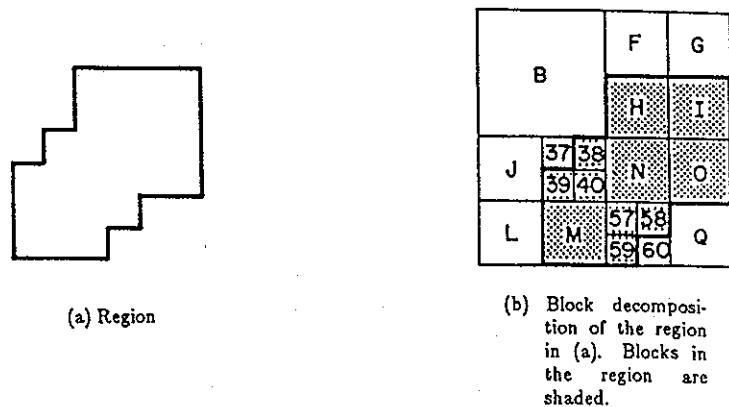 F G
B
H I
37 38
J N O
39 40
57 58
L M Q
59 60
(a) Region
(b) Block decomposi-
tion of the region
in (a). Blocks in
the region are
shaded.